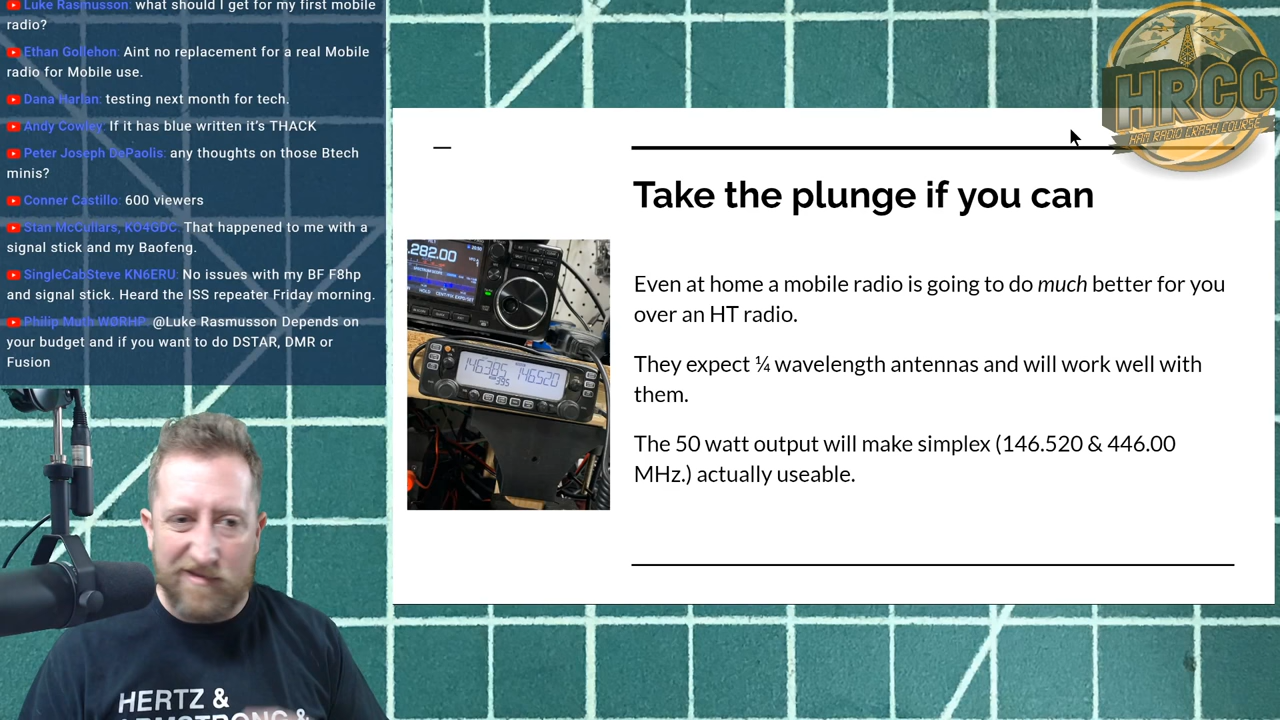 Luke Rasmusson: what should I get for my first mobile
radio?
Ethan Gollehon: Aint no replacement for a real Mobile
radio for Mobile use.
Dana Harlan: testing next month for tech.
Andy Cowley: If it has blue written it's THACK
Peter Joseph DePaolis: any thoughts on those Btech
minis?
Conner Castillo: 600 viewers
Stan McCullars, KO4GDC: That happened to me with a
signal stick and my Baofeng.
SingleCabSteve KN6ERU: No issues with my BF F8hp
and signal stick. Heard the ISS repeater Friday morning.
Philip Muth WØRHP: @Luke Rasmusson Depends on
your budget and if you want to do DSTAR, DMR or
Fusion
HRCC
HAM RADIO CRASH COURSE
Take the plunge if you can
Even at home a mobile radio is going to do much better for you
over an HT radio.
They expect ¼ wavelength antennas and will work well with
them.
The 50 watt output will make simplex (146.520 & 446.00
MHz.) actually useable.
.282.00
146.385 146.520
HERTZ &
ARMSTRONG &